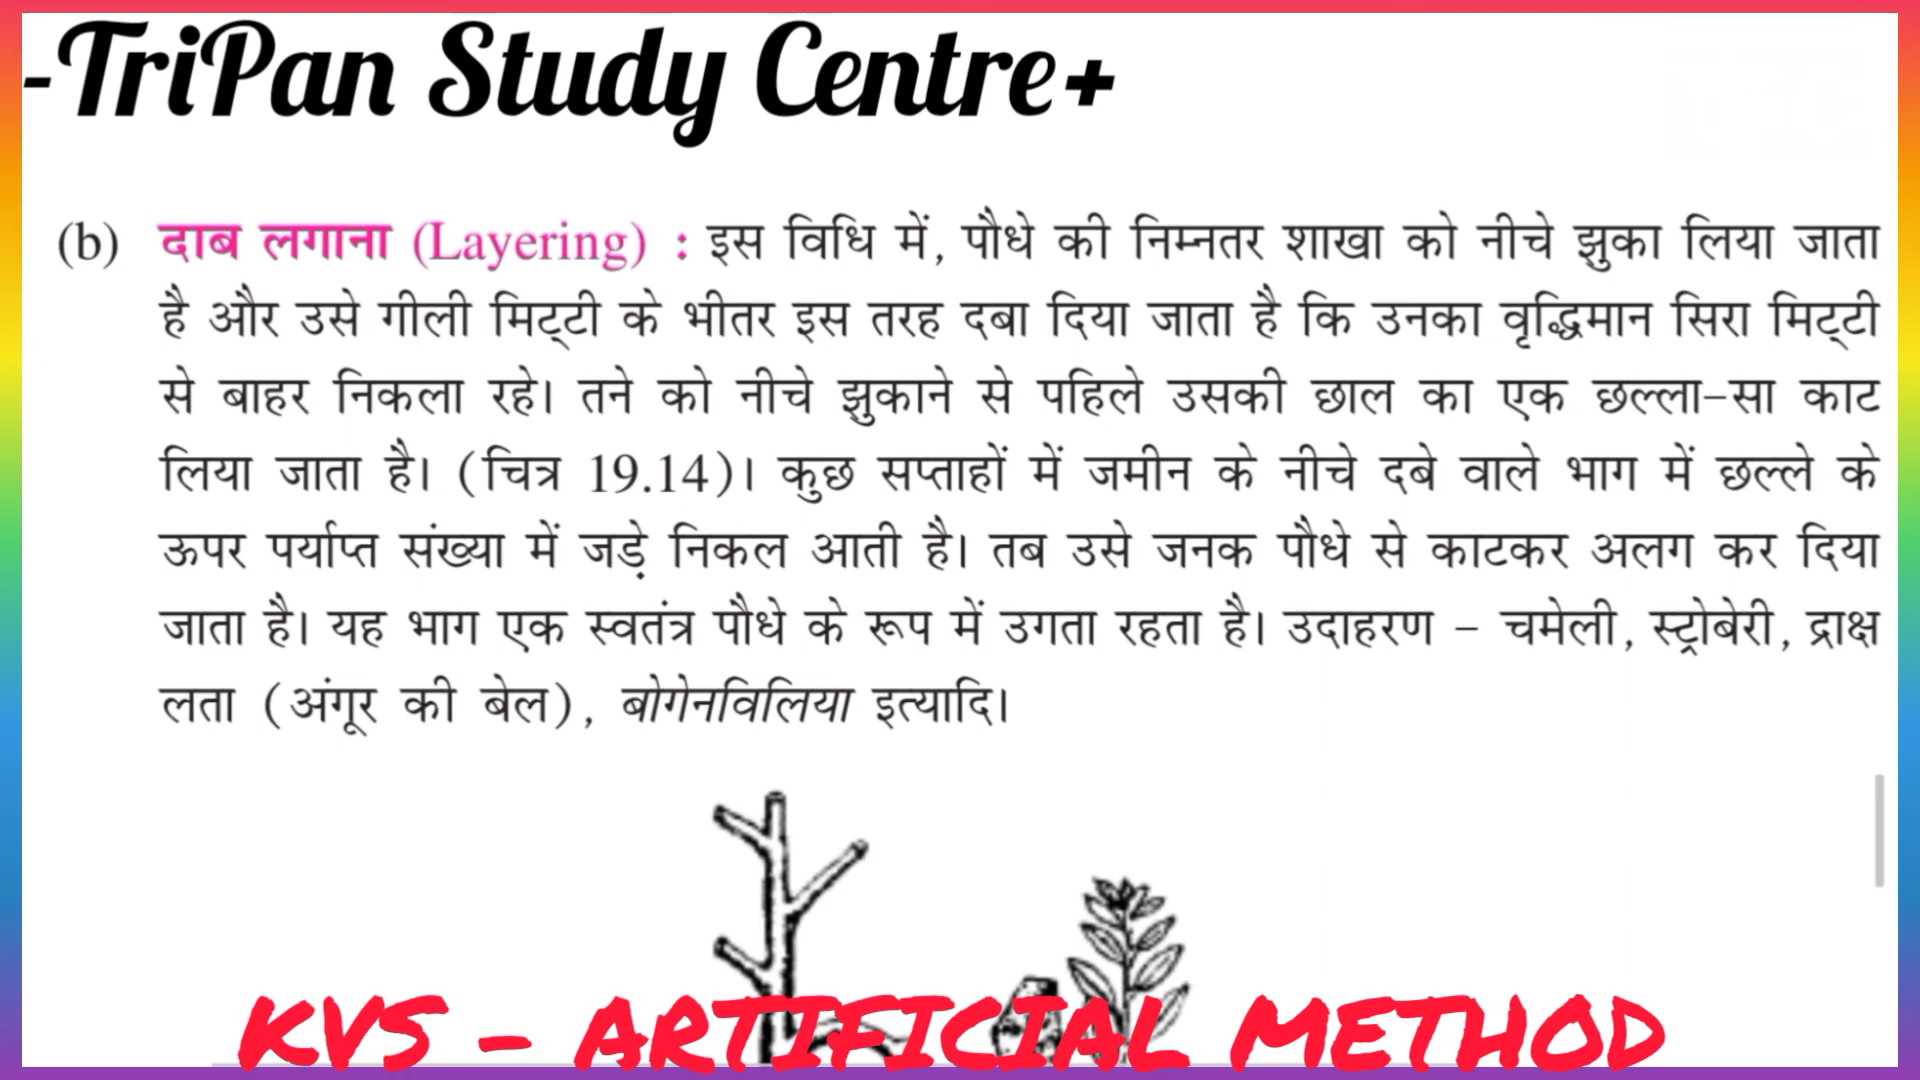 -TriPan Study Centre+
(b) दाब लगाना (Layering) : इस विधि में, पौधे की निम्नतर शाखा को नीचे झुका लिया जाता
है और उसे गीली मिट्‌टी के भीतर इस तरह दबा दिया जाता है कि उनका वृद्धिमान सिरा मिट्‌टी
से बाहर निकला रहे। तने को नीचे झुकाने से पहिले उसकी छाल का एक छल्ला-सा काट
लिया जाता है। (चित्र 19.14)। कुछ सप्ताहों में जमीन के नीचे दबे वाले भाग में छल्ले के
ऊपर पर्याप्त संख्या में जड़े निकल आती है। तब उसे जनक पौधे से काटकर अलग कर दिया
जाता है। यह भाग एक स्वतंत्र पौधे के रूप में उगता रहता है। उदाहरण – चमेली, स्ट्रोबेरी, द्राक्ष
लता (अंगूर की बेल), बोगेनविलिया इत्यादि।
KVS - ARTIFICIAL METHOD